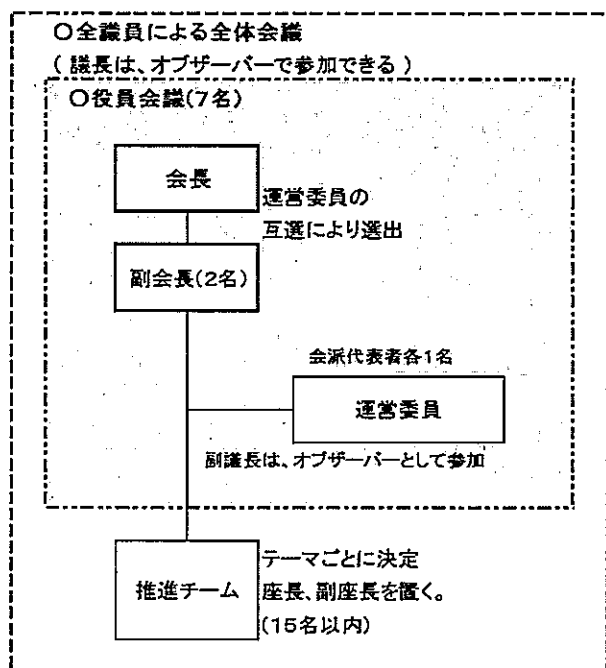 〇全議員による全体会議
( 議長は、オブザーバーで参加できる )
〇役員会議(7名)
会長
運営委員の
互選により選出
副会長(2名)
会派代表者各1名
運営委員
副議長は、オブザーバーとして参加
推進チーム
テーマごとに決定
座長、副座長を置く。
(15名以内)